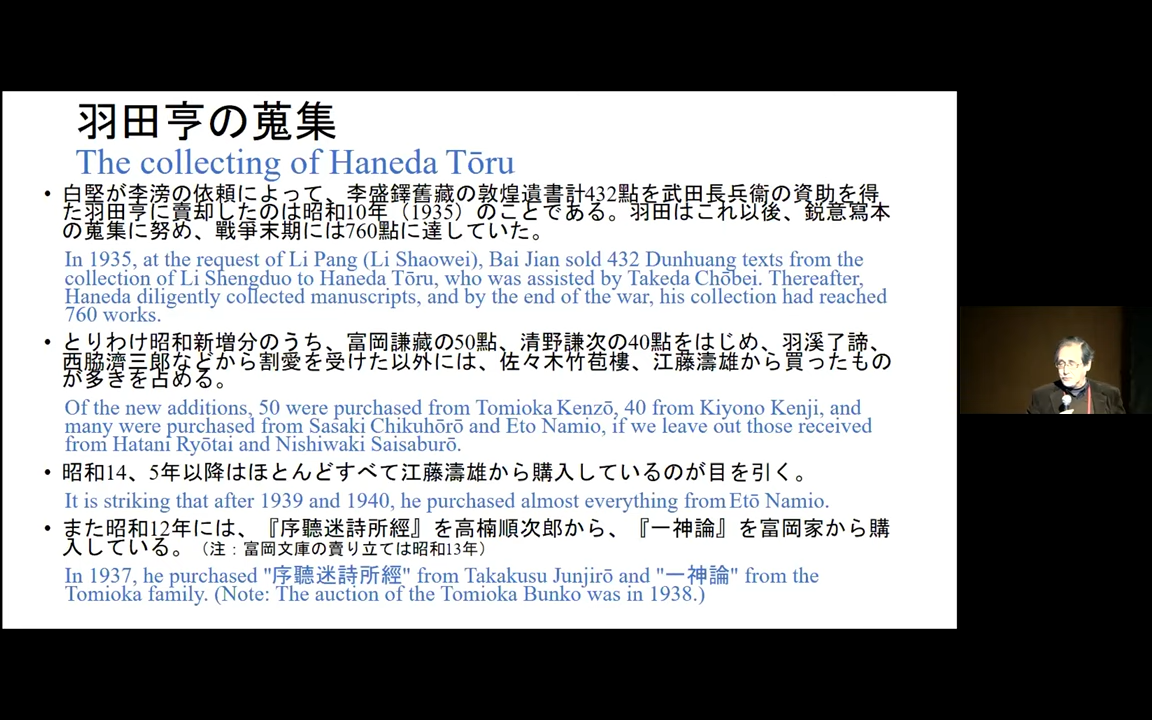 羽田亨の蒐集
The collecting of Haneda Tōru
• 白堅が李滂の依頼によって、李盛鐸舊藏の敦煌遺書計432點を武田長兵衞の資助を得
た羽田亨に賣却したのは昭和10年（1935）のことである。羽田はこれ以後、鋭意寫本
の蒐集に努め、戰爭末期には760點に達していた。
In 1935, at the request of Li Pang (Li Shaowei), Bai Jian sold 432 Dunhuang texts from the
collection of Li Shengduo to Haneda Tōru, who was assisted by Takeda Chōbei. Thereafter,
Haneda diligently collected manuscripts, and by the end of the war, his collection had reached
760 works.
• とりわけ昭和新増分のうち、富岡謙藏の50點、清野謙次の40點をはじめ、羽溪了諦、
西脇濟三郎などから割愛を受けた以外には、佐々木竹苞樓、江藤濤雄から買ったもの
が多きを占める。
Of the new additions, 50 were purchased from Tomioka Kenzō, 40 from Kiyono Kenji, and
many were purchased from Sasaki Chikuhōrō and Eto Namio, if we leave out those received
from Hatani Ryōtai and Nishiwaki Saisaburō.
• 昭和14、5年以降はほとんどすべて江藤濤雄から購入しているのが目を引く。
It is striking that after 1939 and 1940, he purchased almost everything from Etō Namio.
• また昭和12年には、『序聽迷詩所經』を高楠順次郎から、『一神論』を富岡家から購
入している。（注：富岡文庫の賣り立ては昭和13年）
In 1937, he purchased "序聽迷詩所經" from Takakusu Junjirō and "一神論" from the
Tomioka family. (Note: The auction of the Tomioka Bunko was in 1938.)